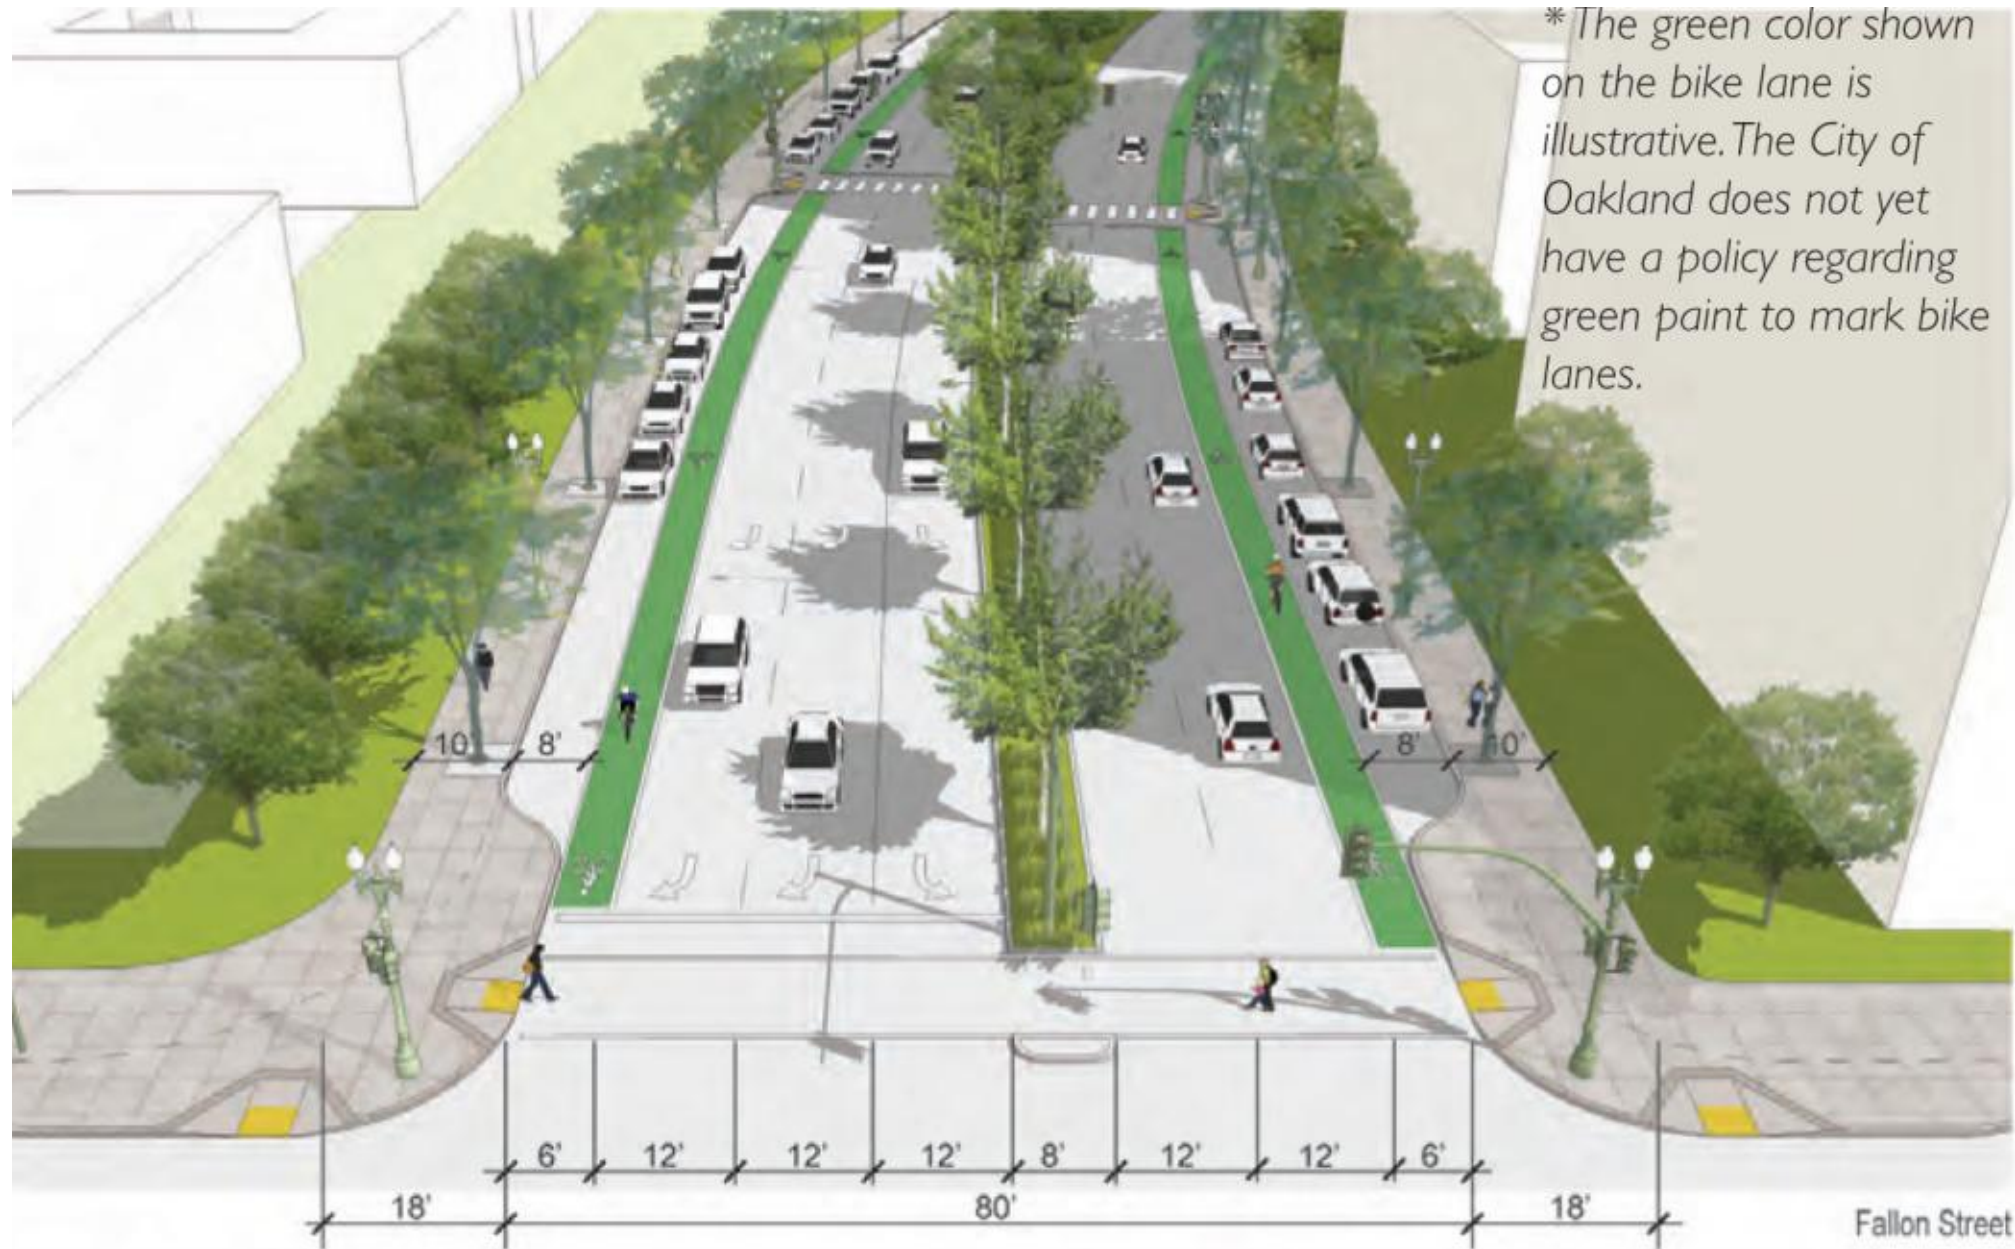 * The green color shown
on the bike lane is
illustrative. The City of
Oakland does not yet
have a policy regarding
green paint to mark bike
lanes.
10 8' 8' 10'
6' 12' 12' 12' 8' 12' 12' 6'
18' 80' 18'
Fallon Street